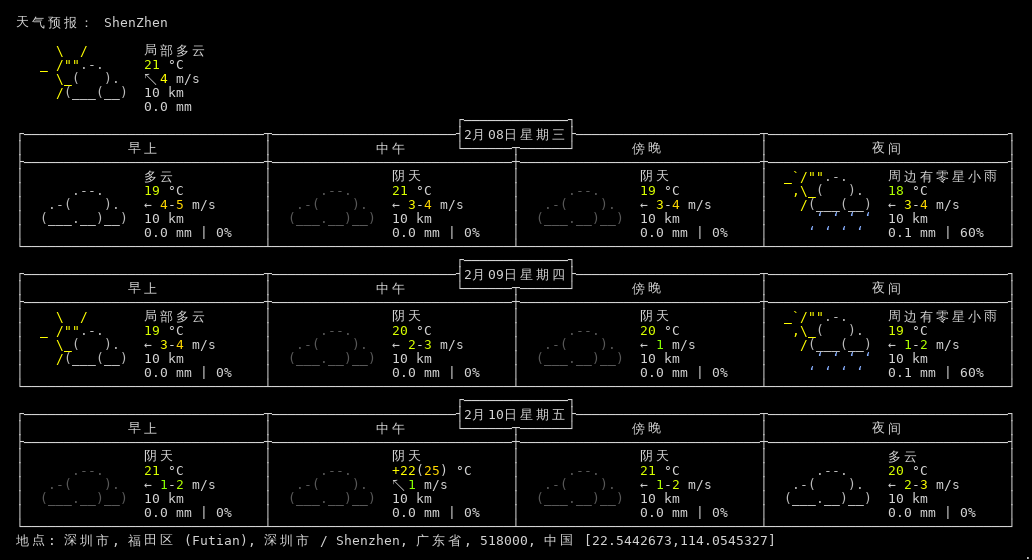 天气预报： ShenZhen
局部多云
21 °C
↖ 4 m/s
10 km
0.0 mm
2月08日星期三
早上 中午 傍晚 夜间
多云 阴天 阴天 周边有零星小雨
19 °C 21 °C 19 °C 18 °C
← 4-5 m/s ← 3-4 m/s ← 3-4 m/s ← 3-4 m/s
10 km 10 km 10 km 10 km
0.0 mm | 0% 0.0 mm | 0% 0.0 mm | 0% 0.1 mm | 60%
2月09日星期四
早上 中午 傍晚 夜间
局部多云 阴天 阴天 周边有零星小雨
19 °C 20 °C 20 °C 19 °C
← 3-4 m/s ← 2-3 m/s ← 1 m/s ← 1-2 m/s
10 km 10 km 10 km 10 km
0.0 mm | 0% 0.0 mm | 0% 0.0 mm | 0% 0.1 mm | 60%
2月10日星期五
早上 中午 傍晚 夜间
阴天 阴天 阴天 多云
21 °C +22(25) °C 21 °C 20 °C
← 1-2 m/s ↖ 1 m/s ← 1-2 m/s ← 2-3 m/s
10 km 10 km 10 km 10 km
0.0 mm | 0% 0.0 mm | 0% 0.0 mm | 0% 0.0 mm | 0%
地点: 深圳市, 福田区 (Futian), 深圳市 / Shenzhen, 广东省, 518000, 中国 [22.5442673,114.0545327]